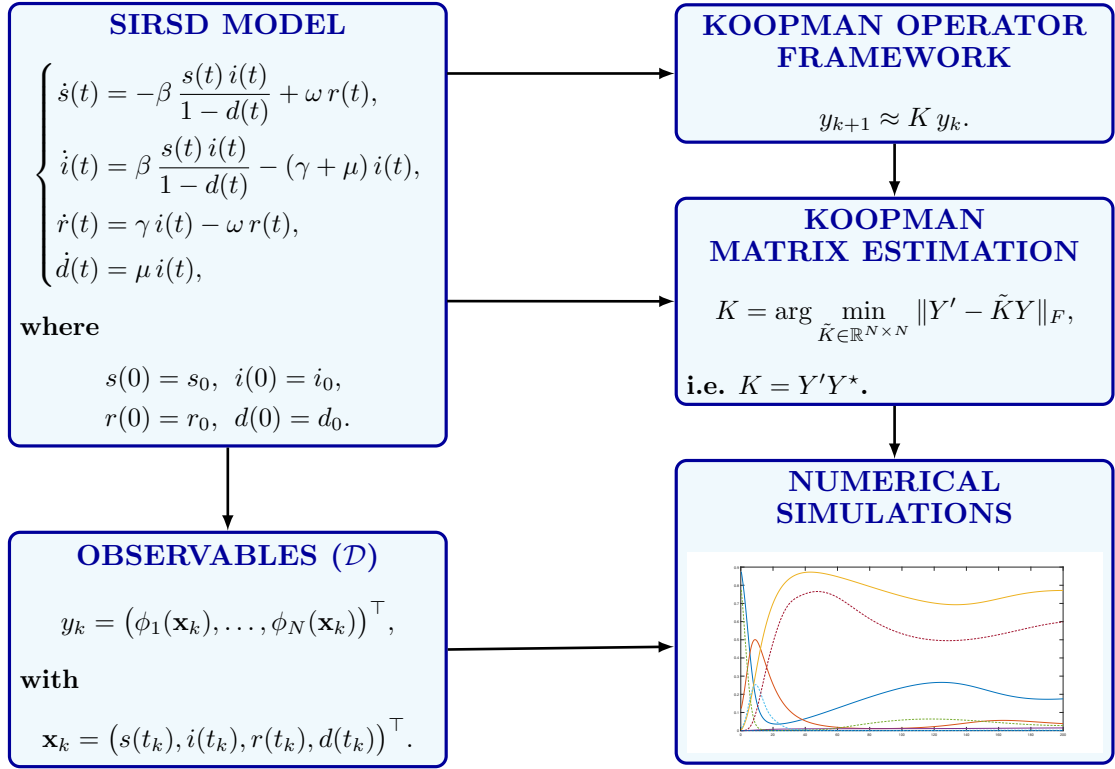 SIRSD MODEL
ṡ(t) = -β s(t) i(t) / 1 - d(t) + ω r(t),
i̇(t) = β s(t) i(t) / 1 - d(t) - (γ + μ) i(t),
ṙ(t) = γ i(t) - ω r(t),
ḋ(t) = μ i(t),
where
s(0) = s₀, i(0) = i₀,
r(0) = r₀, d(0) = d₀.
OBSERVABLES (𝒟)
y_k = (ϕ₁(𝐱_k), …, ϕ_N(𝐱_k))^⊤,
with
𝐱_k = (s(t_k), i(t_k), r(t_k), d(t_k))^⊤.
KOOPMAN OPERATOR
FRAMEWORK
y_{k+1} ≈ K y_k.
KOOPMAN
MATRIX ESTIMATION
K = arg min_{K̃∈ℝ^{N×N}} ‖Y′ - K̃Y‖_F,
i.e. K = Y′Y^⋆.
NUMERICAL
SIMULATIONS